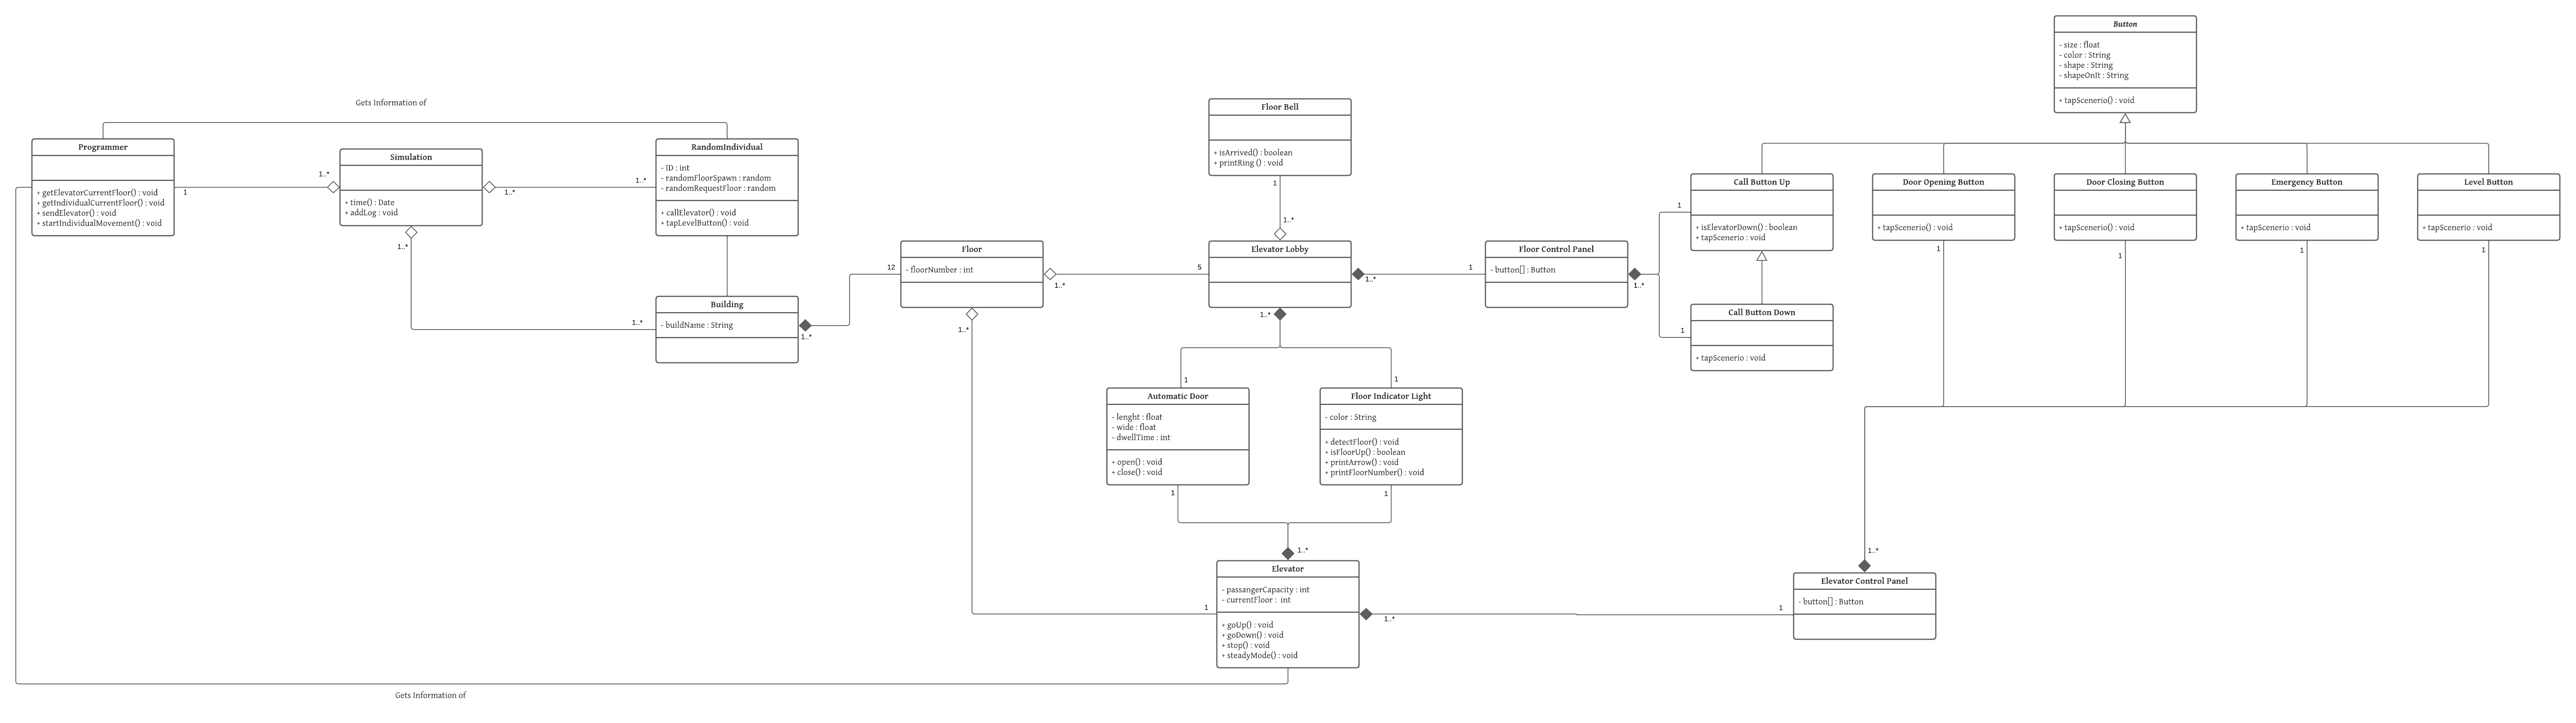 Button
- size : float
- color : String
- shape : String
- shapeOnIt : String
+ tapScenerio() : void
Gets Information of
Programmer
+ getElevatorCurrentFloor() : void
+ getIndividualCurrentFloor() : void
+ sendElevator() : void
+ startIndividualMovement() : void
1
1..*
Simulation
+ time() : Date
+ addLog : void
1..*
1..*
1..*
RandomIndividual
- ID : int
- randomFloorSpawn : random
- randomRequestFloor : random
+ callElevator() : void
+ tapLevelButton() : void
1..*
Building
- buildName : String
1..*
12
Floor
- floorNumber : int
1..*
1..*
5
Floor Bell
+ isArrived() : boolean
+ printRing () : void
1
1..*
Elevator Lobby
1..*
1..*
1
Floor Control Panel
- button[] : Button
1..*
1
1
Call Button Up
+ isElevatorDown() : boolean
+ tapScenerio : void
Call Button Down
+ tapScenerio : void
Door Opening Button
+ tapScenerio() : void
1
Door Closing Button
+ tapScenerio() : void
1
Emergency Button
+ tapScenerio : void
1
Level Button
+ tapScenerio : void
1
1
Automatic Door
- lenght : float
- wide : float
- dwellTime : int
+ open() : void
+ close() : void
1
1
Floor Indicator Light
- color : String
+ detectFloor() : void
+ isFloorUp() : boolean
+ printArrow() : void
+ printFloorNumber() : void
1
1..*
1
Elevator
- passangerCapacity : int
- currentFloor : int
+ goUp() : void
+ goDown() : void
+ stop() : void
+ steadyMode() : void
1..*
1
1..*
Elevator Control Panel
- button[] : Button
Gets Information of